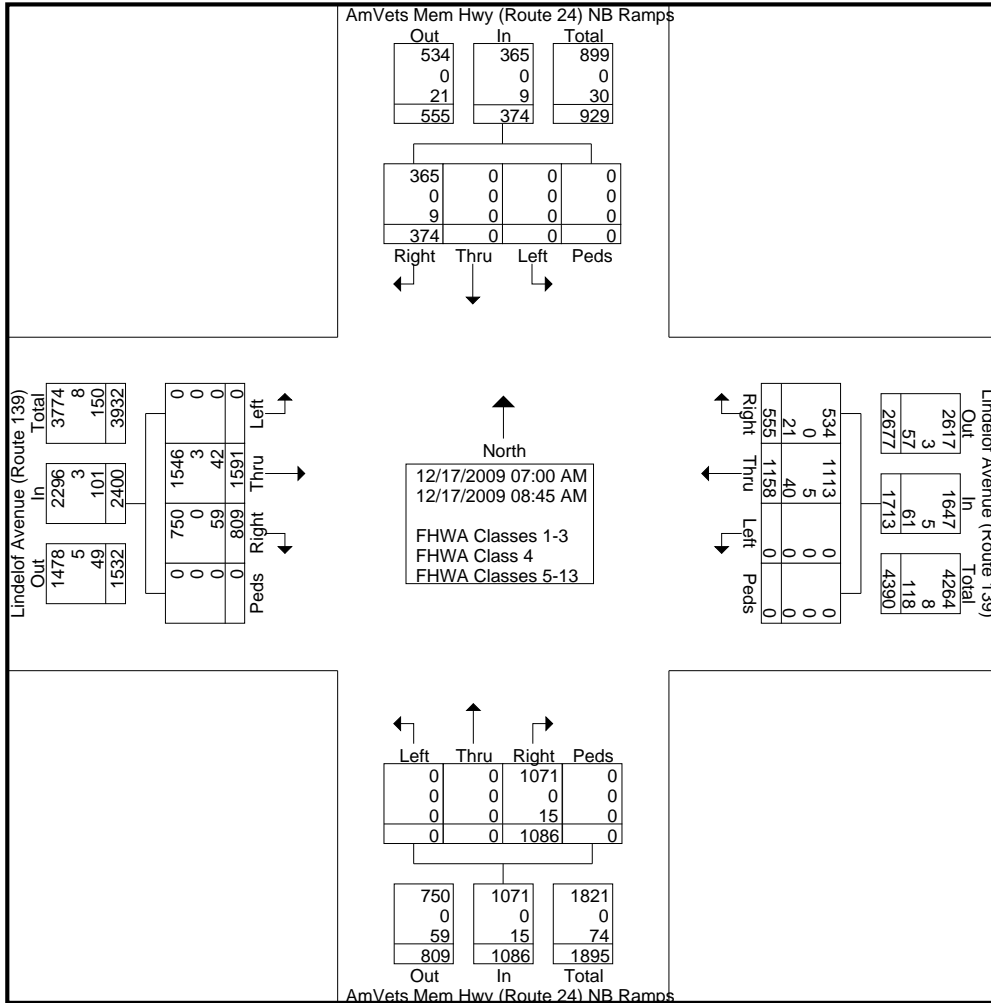 AmVets Mem Hwy (Route 24) NB Ramps
Out In Total
534 365 899
0 0 0
21 9 30
555 374 929
365 0 0 0
0 0 0 0
9 0 0 0
374 0 0 0
Right Thru Left Peds
Lindelof Avenue (Route 139)
Total In Out
3774 2296 1478
8 3 5
150 101 49
3932 2400 1532
Left Thru Right Peds
0 1546 750 0
0 3 0 0
0 42 59 0
0 1591 809 0
North
12/17/2009 07:00 AM
12/17/2009 08:45 AM
FHWA Classes 1-3
FHWA Class 4
FHWA Classes 5-13
Right Thru Left Peds
534 1113 0 0
0 5 0 0
21 40 0 0
555 1158 0 0
Lindelof Avenue (Route 139)
Out In Total
2617 1647 4264
3 5 8
57 61 118
2677 1713 4390
Left Thru Right Peds
0 0 1071 0
0 0 0 0
0 0 15 0
0 0 1086 0
750 1071 1821
0 0 0
59 15 74
809 1086 1895
Out In Total
AmVets Mem Hwy (Route 24) NB Ramps